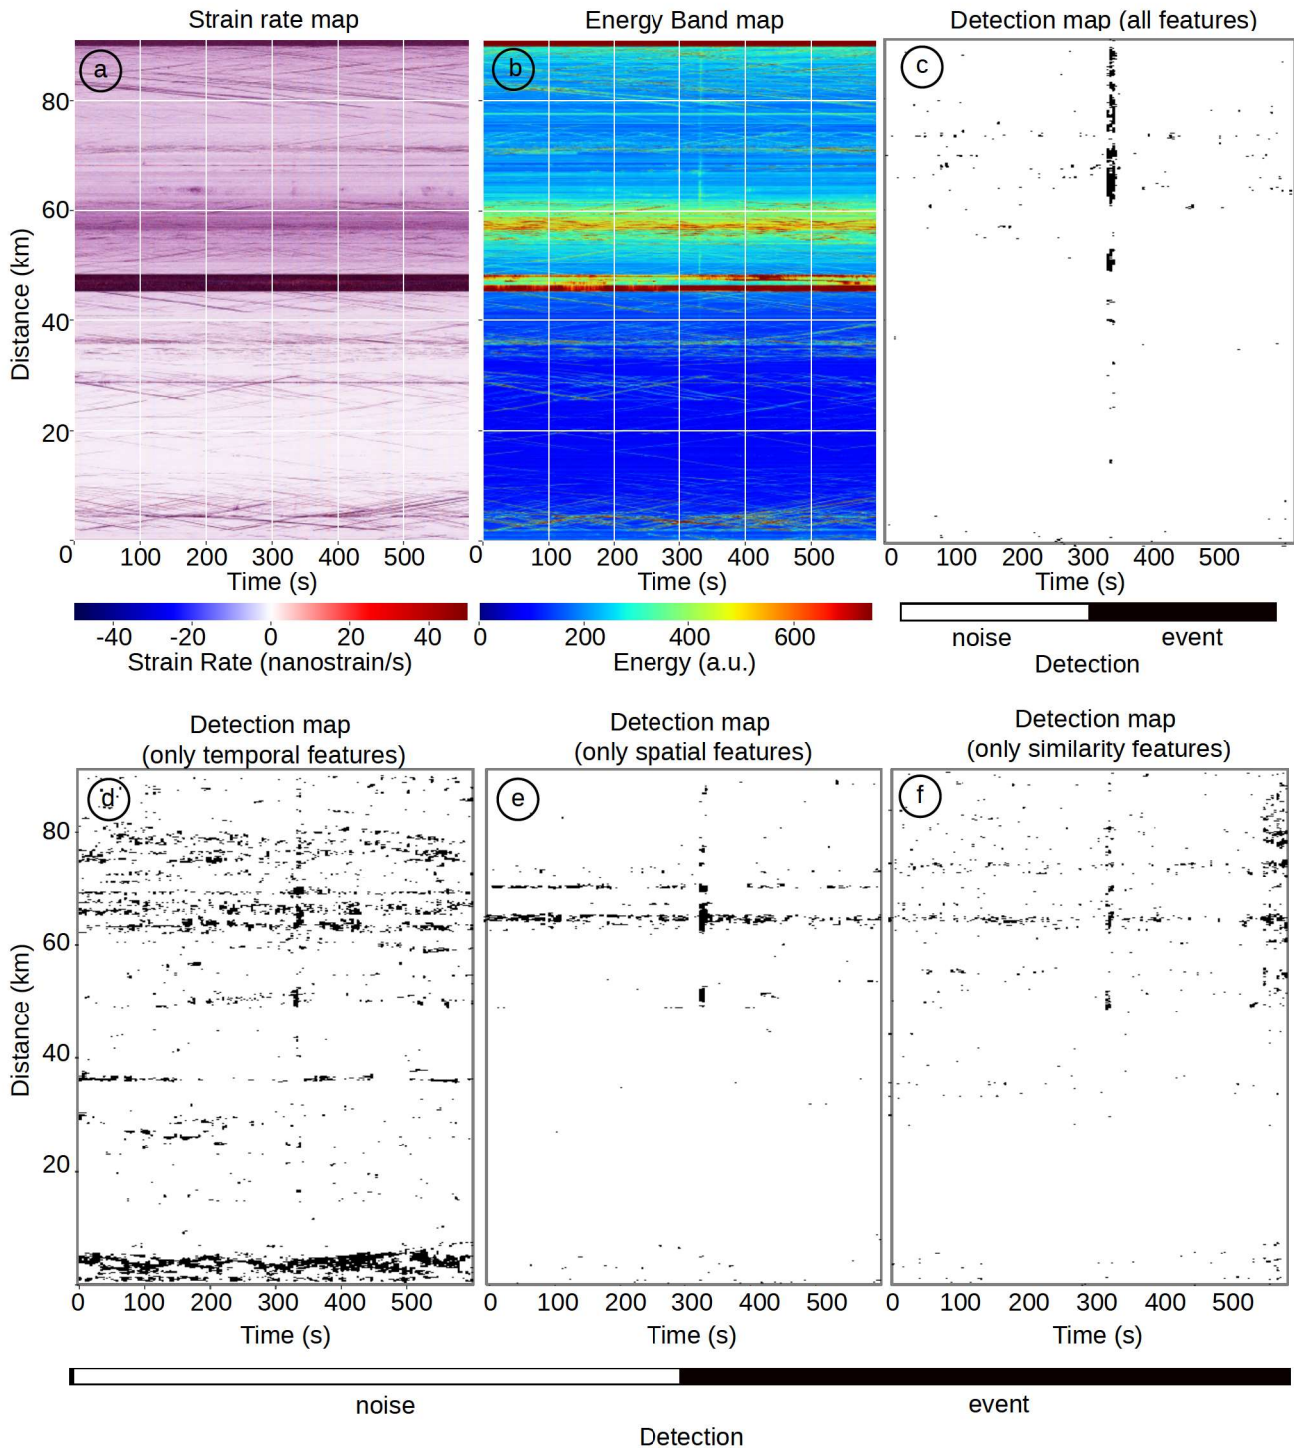 Strain rate map
Energy Band map
Detection map (all features)
a
b
c
80
60
40
20
0
Distance (km)
100 200 300 400 500
0 100 200 300 400 500
0 100 200 300 400 500
Time (s)
Time (s)
Time (s)
-40 -20 0 20 40
0 200 400 600
noise event
Strain Rate (nanostrain/s)
Energy (a.u.)
Detection
Detection map
(only temporal features)
Detection map
(only spatial features)
Detection map
(only similarity features)
d
e
f
80
60
40
20
Distance (km)
0 100 200 300 400 500
0 100 200 300 400 500
0 100 200 300 400 500
Time (s)
Time (s)
Time (s)
noise event
Detection